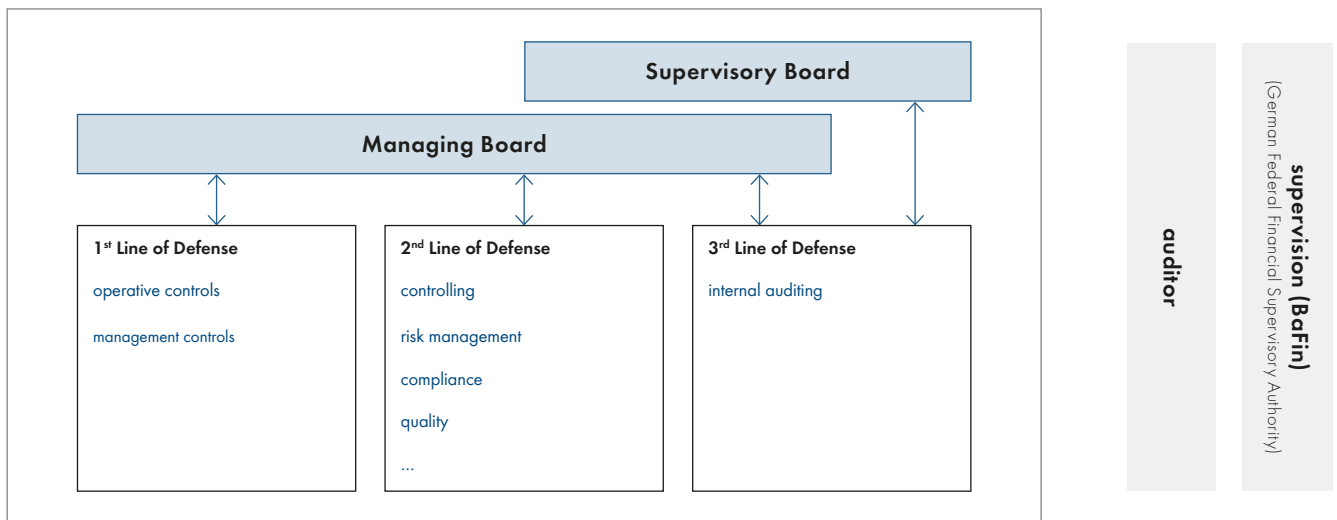 Supervisory Board
Managing Board
1st Line of Defense
operative controls
management controls
2nd Line of Defense
controlling
risk management
compliance
quality
...
3rd Line of Defense
internal auditing
auditor
supervision (BaFin)
(German Federal Financial Supervisory Authority)